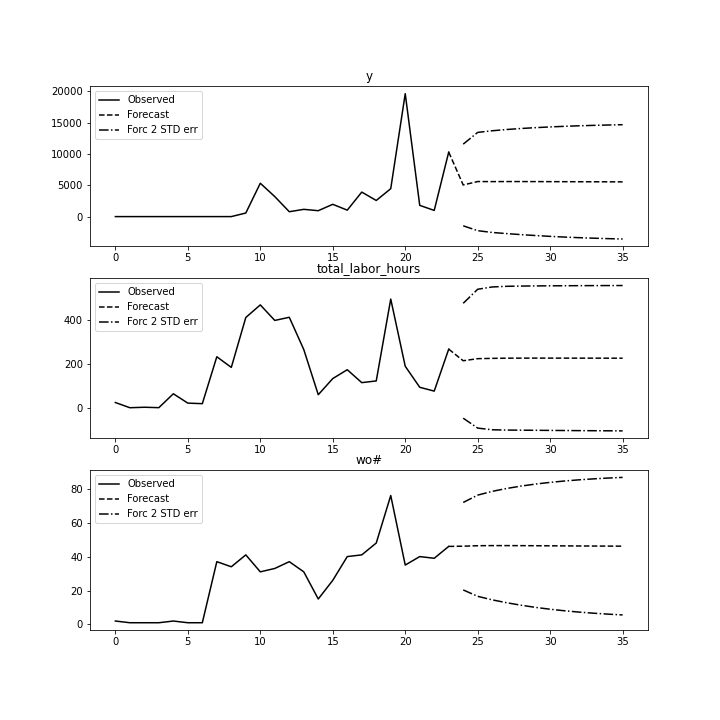 y
20000
15000
10000
5000
0
Observed
Forecast
Forc 2 STD err
0 5 10 15 20 25 30 35
total_labor_hours
400
200
0
Observed
Forecast
Forc 2 STD err
0 5 10 15 20 25 30 35
wo#
80
60
40
20
0
Observed
Forecast
Forc 2 STD err
0 5 10 15 20 25 30 35